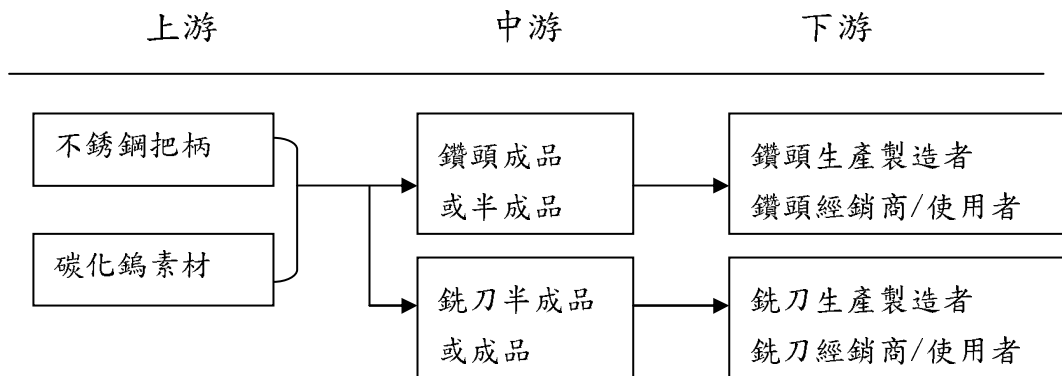 上游 中游 下游
不銹鋼把柄
碳化鎢素材
鑽頭成品
或半成品
銑刀半成品
或成品
鑽頭生產製造者
鑽頭經銷商/使用者
銑刀生產製造者
銑刀經銷商/使用者